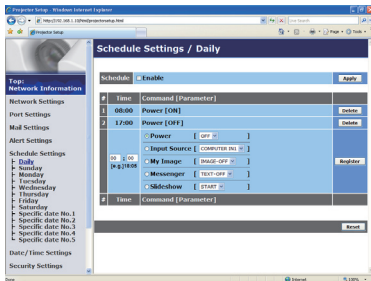 Projector Setup - Windows Internet Explorer
http://192.168.1.10/html/projectorsetup.html
Live Search
Projector Setup
Page
Tools
Top:
Network Information
Network Settings
Port Settings
Mail Settings
Alert Settings
Schedule Settings
Daily
Sunday
Monday
Tuesday
Wednesday
Thursday
Friday
Saturday
Specific date No.1
Specific date No.2
Specific date No.3
Specific date No.4
Specific date No.5
Date/Time Settings
Security Settings
Schedule Settings / Daily
Schedule Enable Apply
# Time Command [Parameter]
1 08:00 Power [ON] Delete
2 17:00 Power [OFF] Delete
00 : 00
[e.g.]18:08
Power [ OFF ]
Input Source [ COMPUTER IN1 ]
My Image [ IMAGE-OFF ]
Messenger [ TEXT-OFF ]
Slideshow [ START ]
Register
# Time Command [Parameter]
Reset
Done
Internet
100%